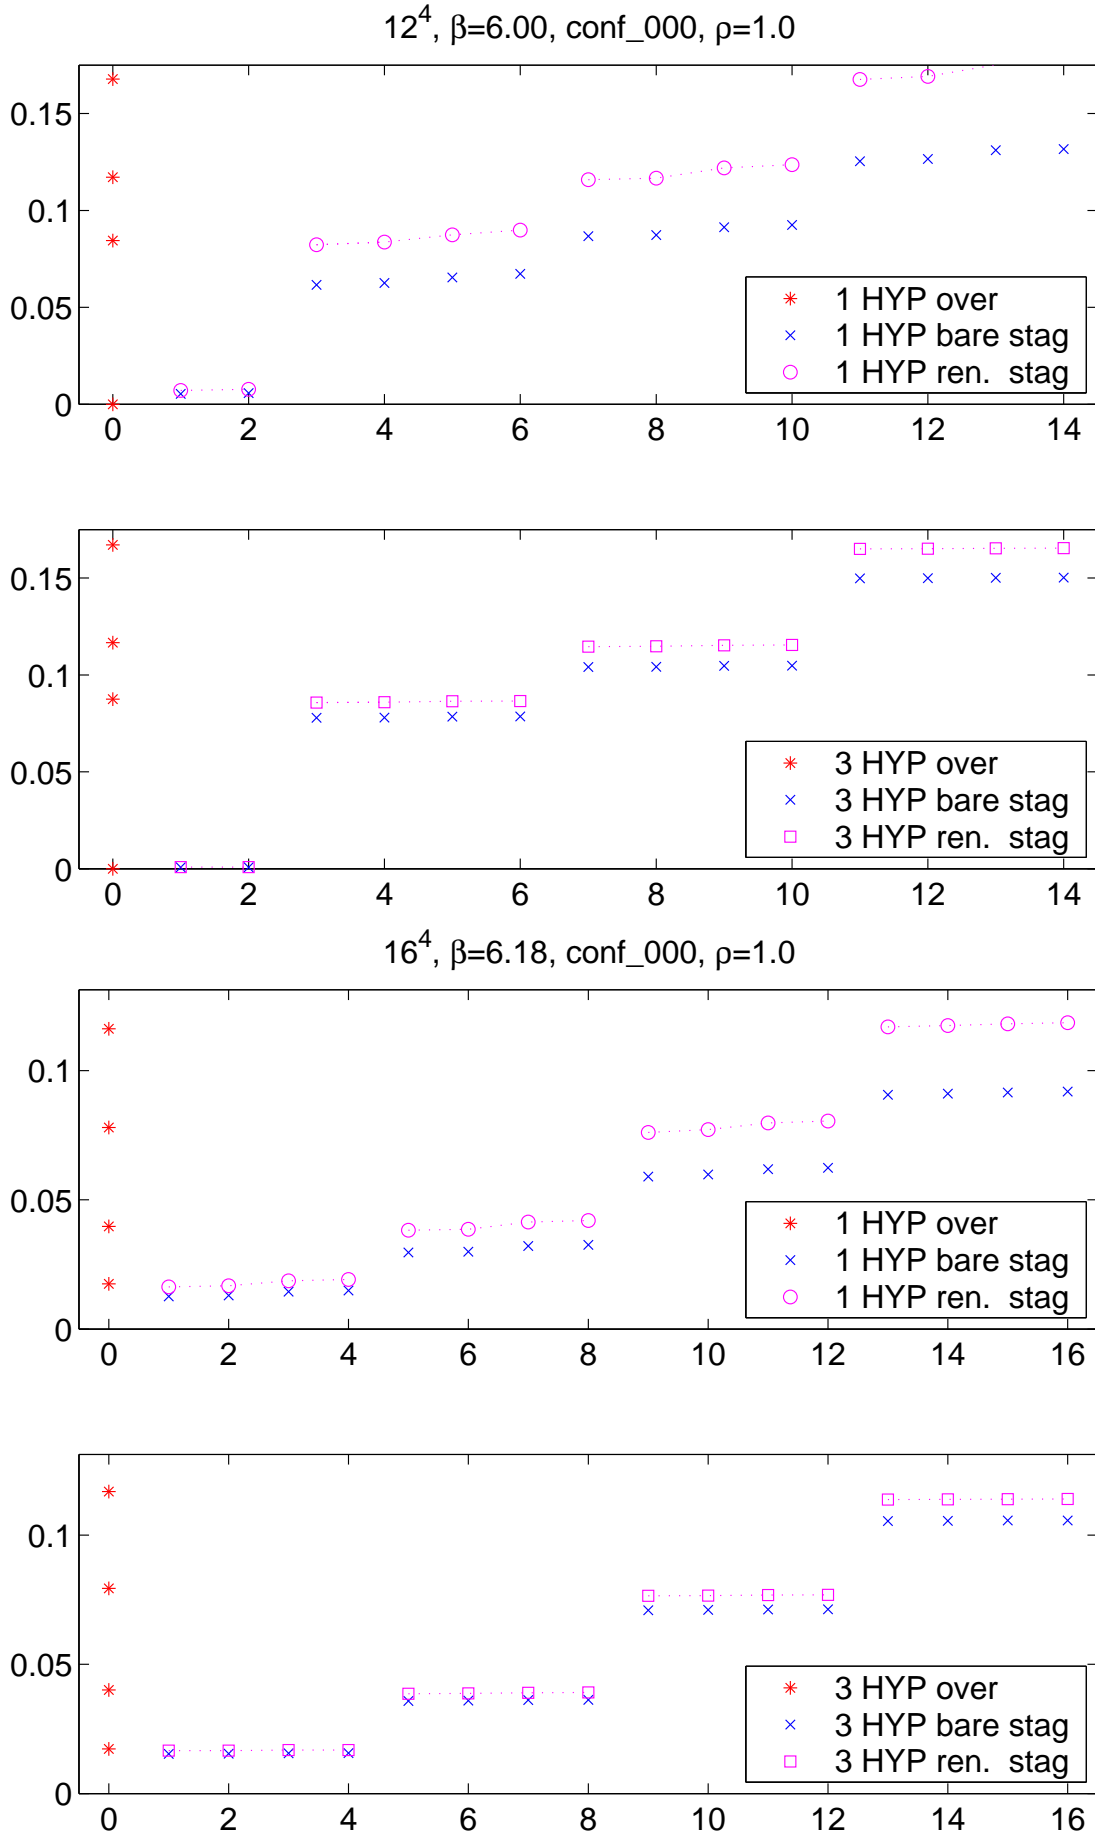 12^4, β=6.00, conf_000, ρ=1.0
0.15
0.1
0.05
0
0 2 4 6 8 10 12 14
1 HYP over
1 HYP bare stag
1 HYP ren. stag
0.15
0.1
0.05
0
0 2 4 6 8 10 12 14
3 HYP over
3 HYP bare stag
3 HYP ren. stag
16^4, β=6.18, conf_000, ρ=1.0
0.1
0.05
0
0 2 4 6 8 10 12 14 16
1 HYP over
1 HYP bare stag
1 HYP ren. stag
0.1
0.05
0
0 2 4 6 8 10 12 14 16
3 HYP over
3 HYP bare stag
3 HYP ren. stag